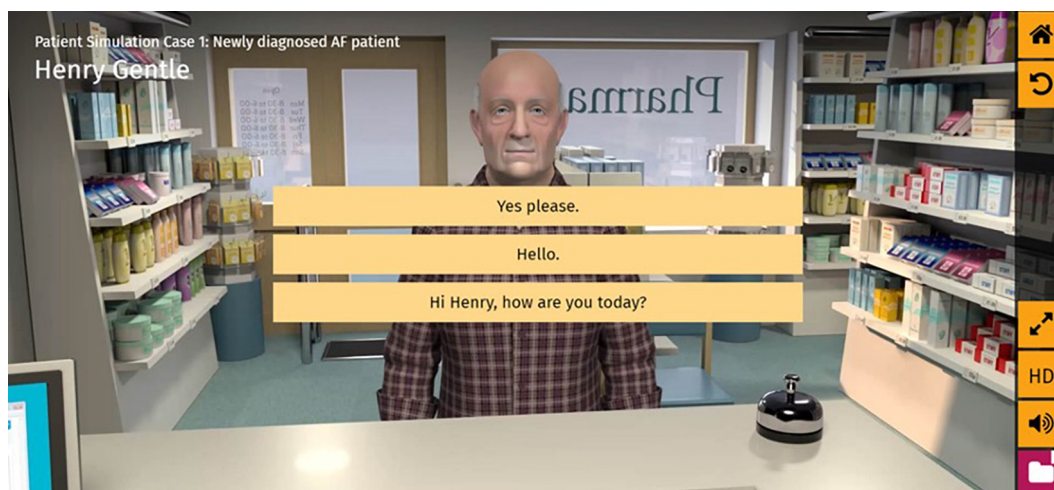 Patient Simulation Case 1: Newly diagnosed AF patient
Henry Gentle
Open
Pharma
Yes please.
Hello.
Hi Henry, how are you today?
HD